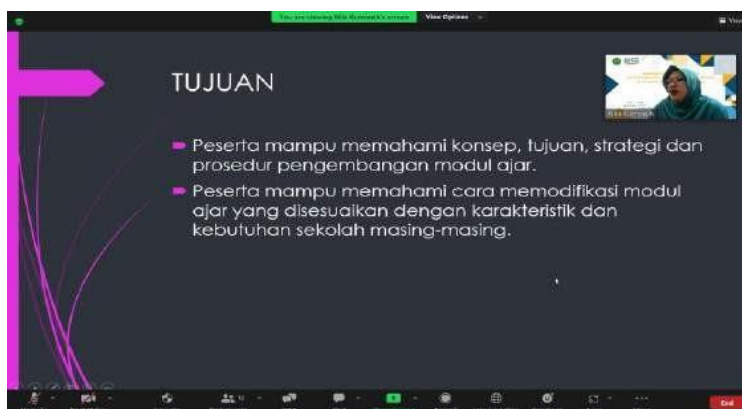 View Options
View
TUJUAN
Peserta mampu memahami konsep, tujuan, strategi dan
prosedur pengembangan modul ajar.
Peserta mampu memahami cara memodifikasi modul
ajar yang disesuaikan dengan karakteristik dan
kebutuhan sekolah masing-masing.
End